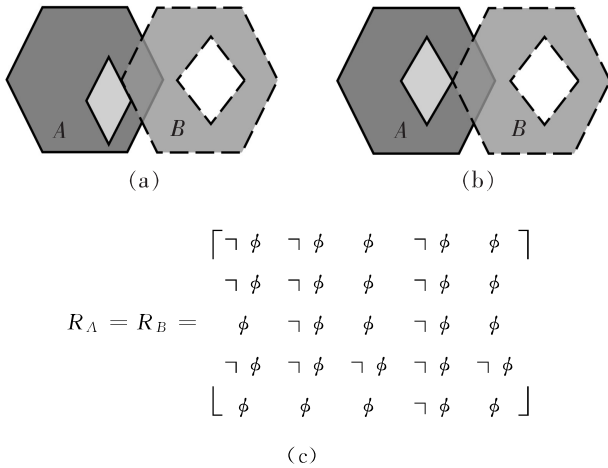 A B A B
(a) (b)
⌐ ϕ ⌐ ϕ ϕ ⌐ ϕ ϕ
⌐ ϕ ⌐ ϕ ϕ ⌐ ϕ ϕ
R_A = R_B = ϕ ⌐ ϕ ϕ ⌐ ϕ ϕ
⌐ ϕ ⌐ ϕ ⌐ ϕ ⌐ ϕ ⌐ ϕ
ϕ ϕ ϕ ⌐ ϕ ϕ
(c)